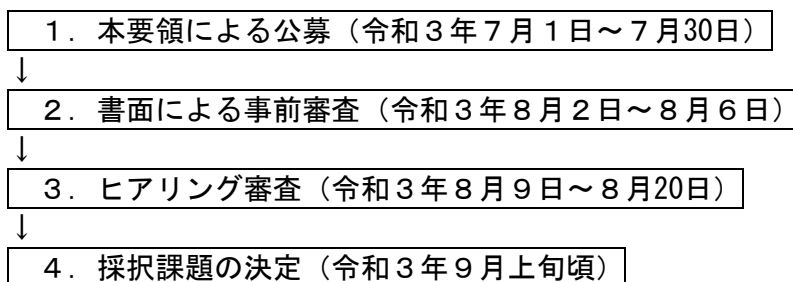 １．本要領による公募（令和３年７月１日～７月30日）
↓
２．書面による事前審査（令和３年８月２日～８月６日）
↓
３．ヒアリング審査（令和３年８月９日～８月20日）
↓
４．採択課題の決定（令和３年９月上旬頃）